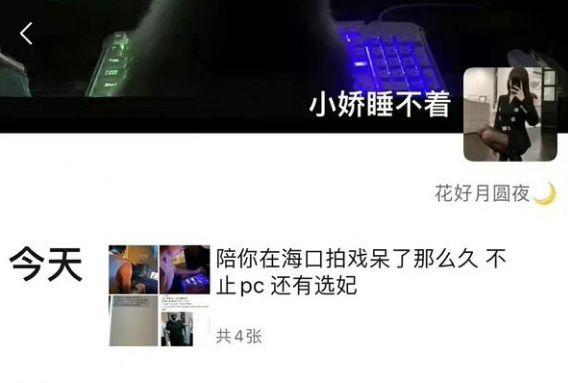 小娇睡不着
花好月圆夜🌙
今天
陪你在海口拍戏呆了那么久 不
止pc 还有选妃
共4张